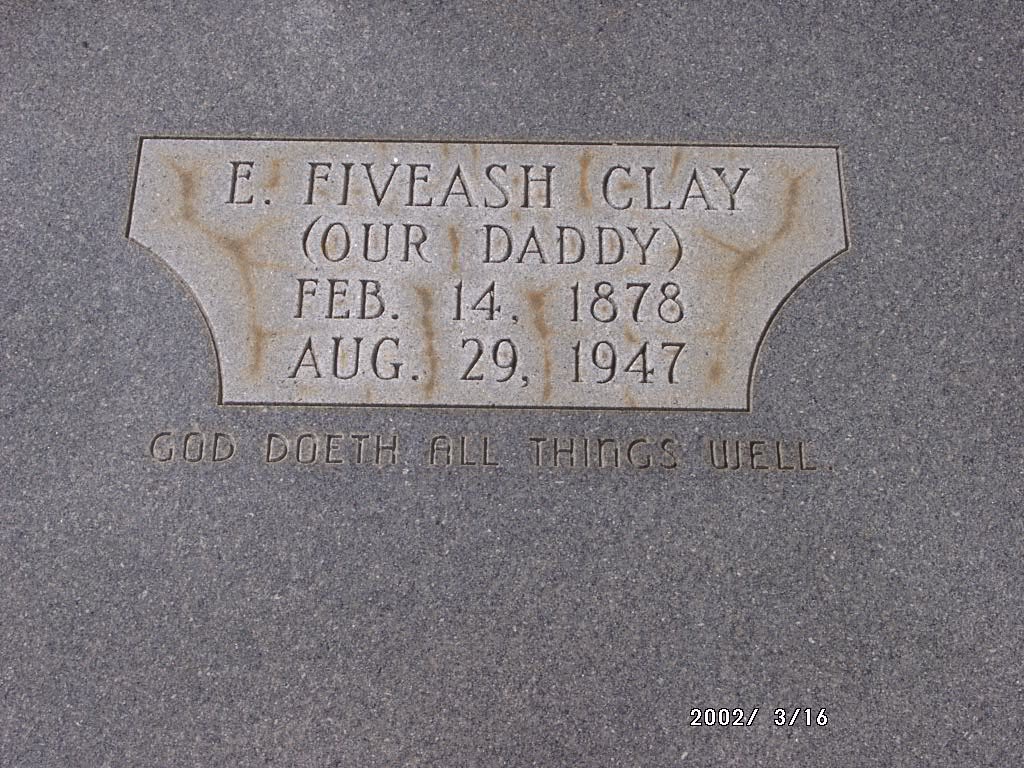 E. FIVEASH CLAY
(OUR DADDY)
FEB. 14, 1878
AUG. 29, 1947
GOD DOETH ALL THINGS WELL.
2002/ 3/16